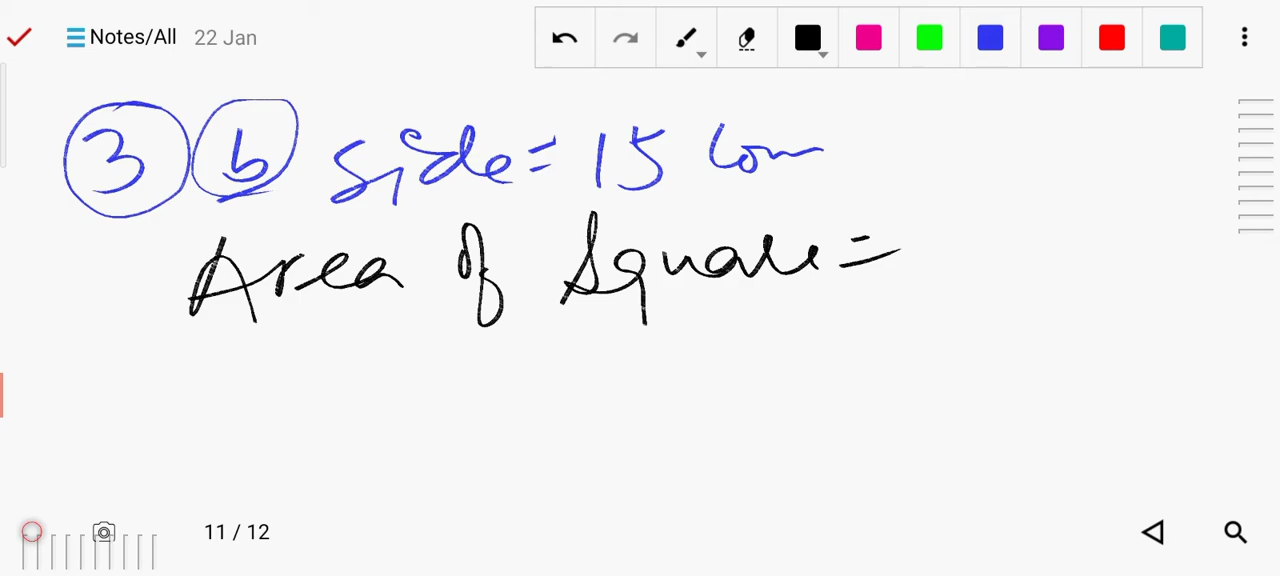 Notes/All 22 Jan
3 b side = 15 cm
Area of Square =
11 / 12